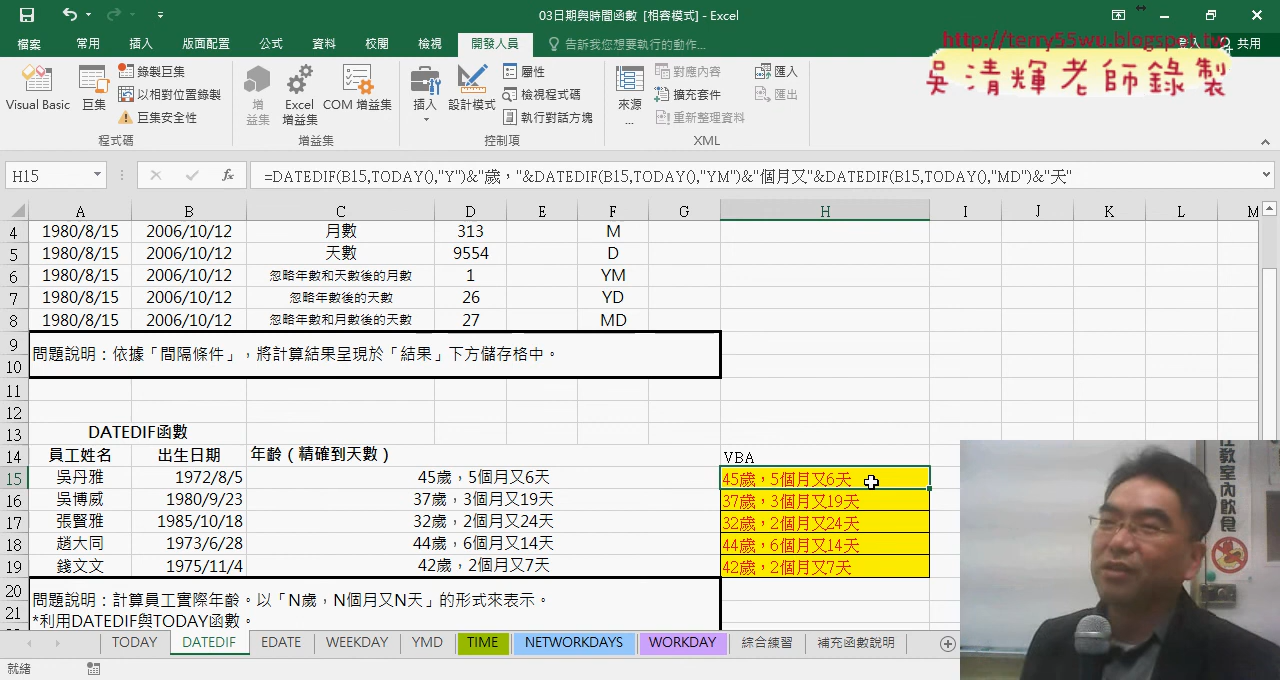 03日期與時間函數 [相容模式] - Excel
檔案 常用 插入 版面配置 公式 資料 校閱 檢視 開發人員 告訴我您想要執行的動作... 登入 共用
http://terry55wu.blogspot.tw
吳清輝老師錄製
Visual Basic 巨集 錄製巨集 以相對位置錄製 巨集安全性
程式碼
增益集 Excel 增益集 COM 增益集
增益集
插入 設計模式 屬性 檢視程式碼 執行對話方塊
控制項
來源 ... 對應內容 擴充套件 重新整理資料 匯入 匯出
XML
H15 fx =DATEDIF(B15,TODAY(),"Y")&"歲，"&DATEDIF(B15,TODAY(),"YM")&"個月又"&DATEDIF(B15,TODAY(),"MD")&"天"
A B C D E F G H I J K L M
4 1980/8/15 2006/10/12 月數 313 M
5 1980/8/15 2006/10/12 天數 9554 D
6 1980/8/15 2006/10/12 忽略年數和天數後的月數 1 YM
7 1980/8/15 2006/10/12 忽略年數後的天數 26 YD
8 1980/8/15 2006/10/12 忽略年數和月數後的天數 27 MD
9
問題說明：依據「間隔條件」，將計算結果呈現於「結果」下方儲存格中。
10
11
12
13 DATEDIF函數
14 員工姓名 出生日期 年齡（精確到天數） VBA
15 吳丹雅 1972/8/5 45歲，5個月又6天 45歲，5個月又6天
16 吳博威 1980/9/23 37歲，3個月又19天 37歲，3個月又19天
17 張賢雅 1985/10/18 32歲，2個月又24天 32歲，2個月又24天
18 趙大同 1973/6/28 44歲，6個月又14天 44歲，6個月又14天
19 錢文文 1975/11/4 42歲，2個月又7天 42歲，2個月又7天
20 問題說明：計算員工實際年齡。以「N歲，N個月又N天」的形式來表示。
21 *利用DATEDIF與TODAY函數。
TODAY DATEDIF EDATE WEEKDAY YMD TIME NETWORKDAYS WORKDAY 綜合練習 補充函數說明
就緒
教室內飲食